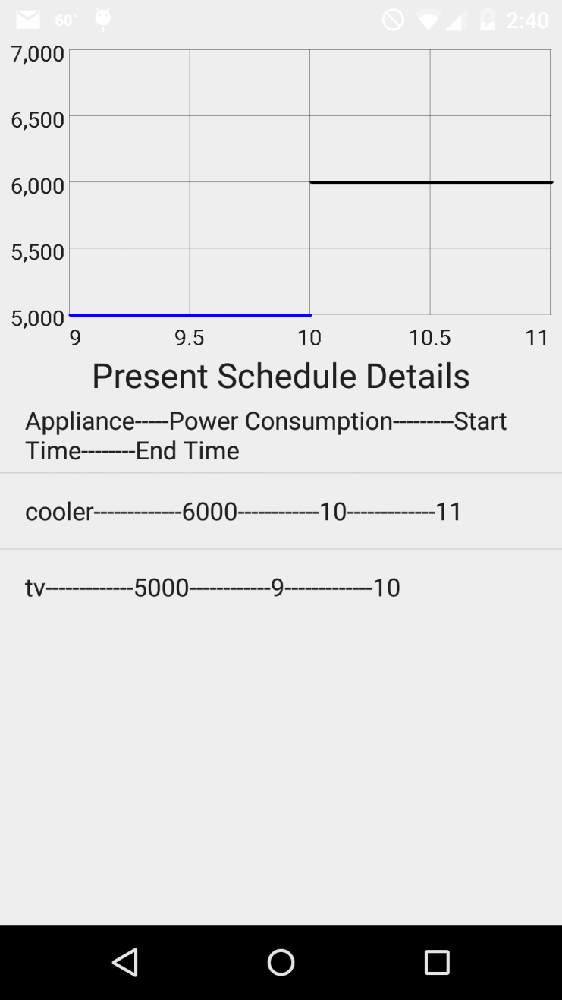 60° 2:40
7,000
6,500
6,000
5,500
5,000
9 9.5 10 10.5 11
Present Schedule Details
Appliance-----Power Consumption---------Start
Time--------End Time
cooler-------------6000------------10-------------11
tv-------------5000------------9-------------10